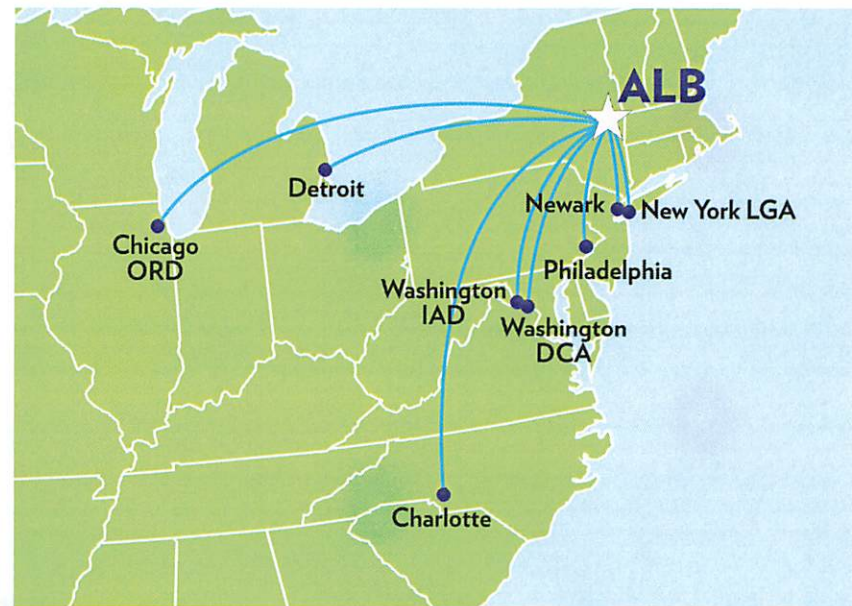 ALB
Detroit
Newark
New York LGA
Chicago
ORD
Philadelphia
Washington
IAD
Washington
DCA
Charlotte